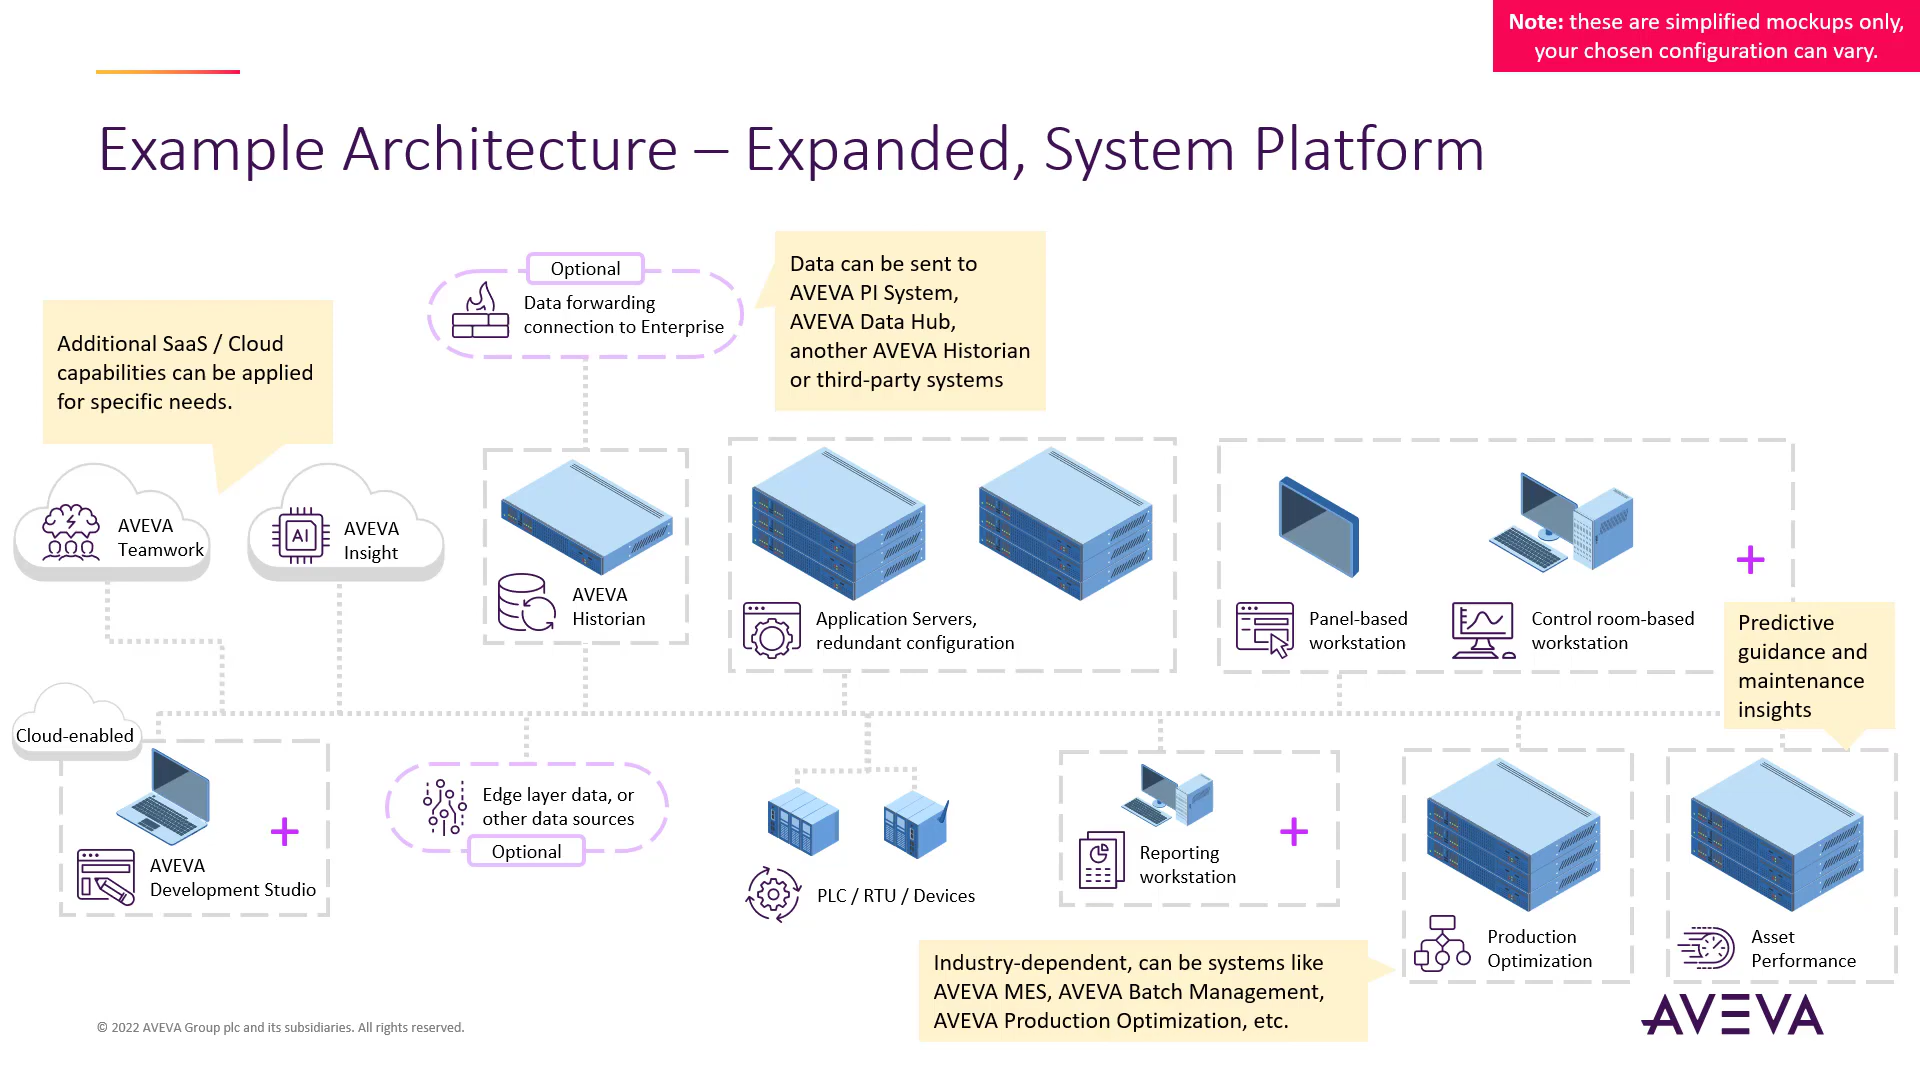 Note: these are simplified mockups only,
your chosen configuration can vary.
Example Architecture – Expanded, System Platform
Optional
Data forwarding
connection to Enterprise
Data can be sent to
AVEVA PI System,
AVEVA Data Hub,
another AVEVA Historian
or third-party systems
Additional SaaS / Cloud
capabilities can be applied
for specific needs.
AVEVA
Teamwork
AI
AVEVA
Insight
AVEVA
Historian
Application Servers,
redundant configuration
Panel-based
workstation
Control room-based
workstation
+
Predictive
guidance and
maintenance
insights
Cloud-enabled
AVEVA
Development Studio
+
Edge layer data, or
other data sources
Optional
PLC / RTU / Devices
Reporting
workstation
+
Production
Optimization
Asset
Performance
Industry-dependent, can be systems like
AVEVA MES, AVEVA Batch Management,
AVEVA Production Optimization, etc.
© 2022 AVEVA Group plc and its subsidiaries. All rights reserved.
AVEVA